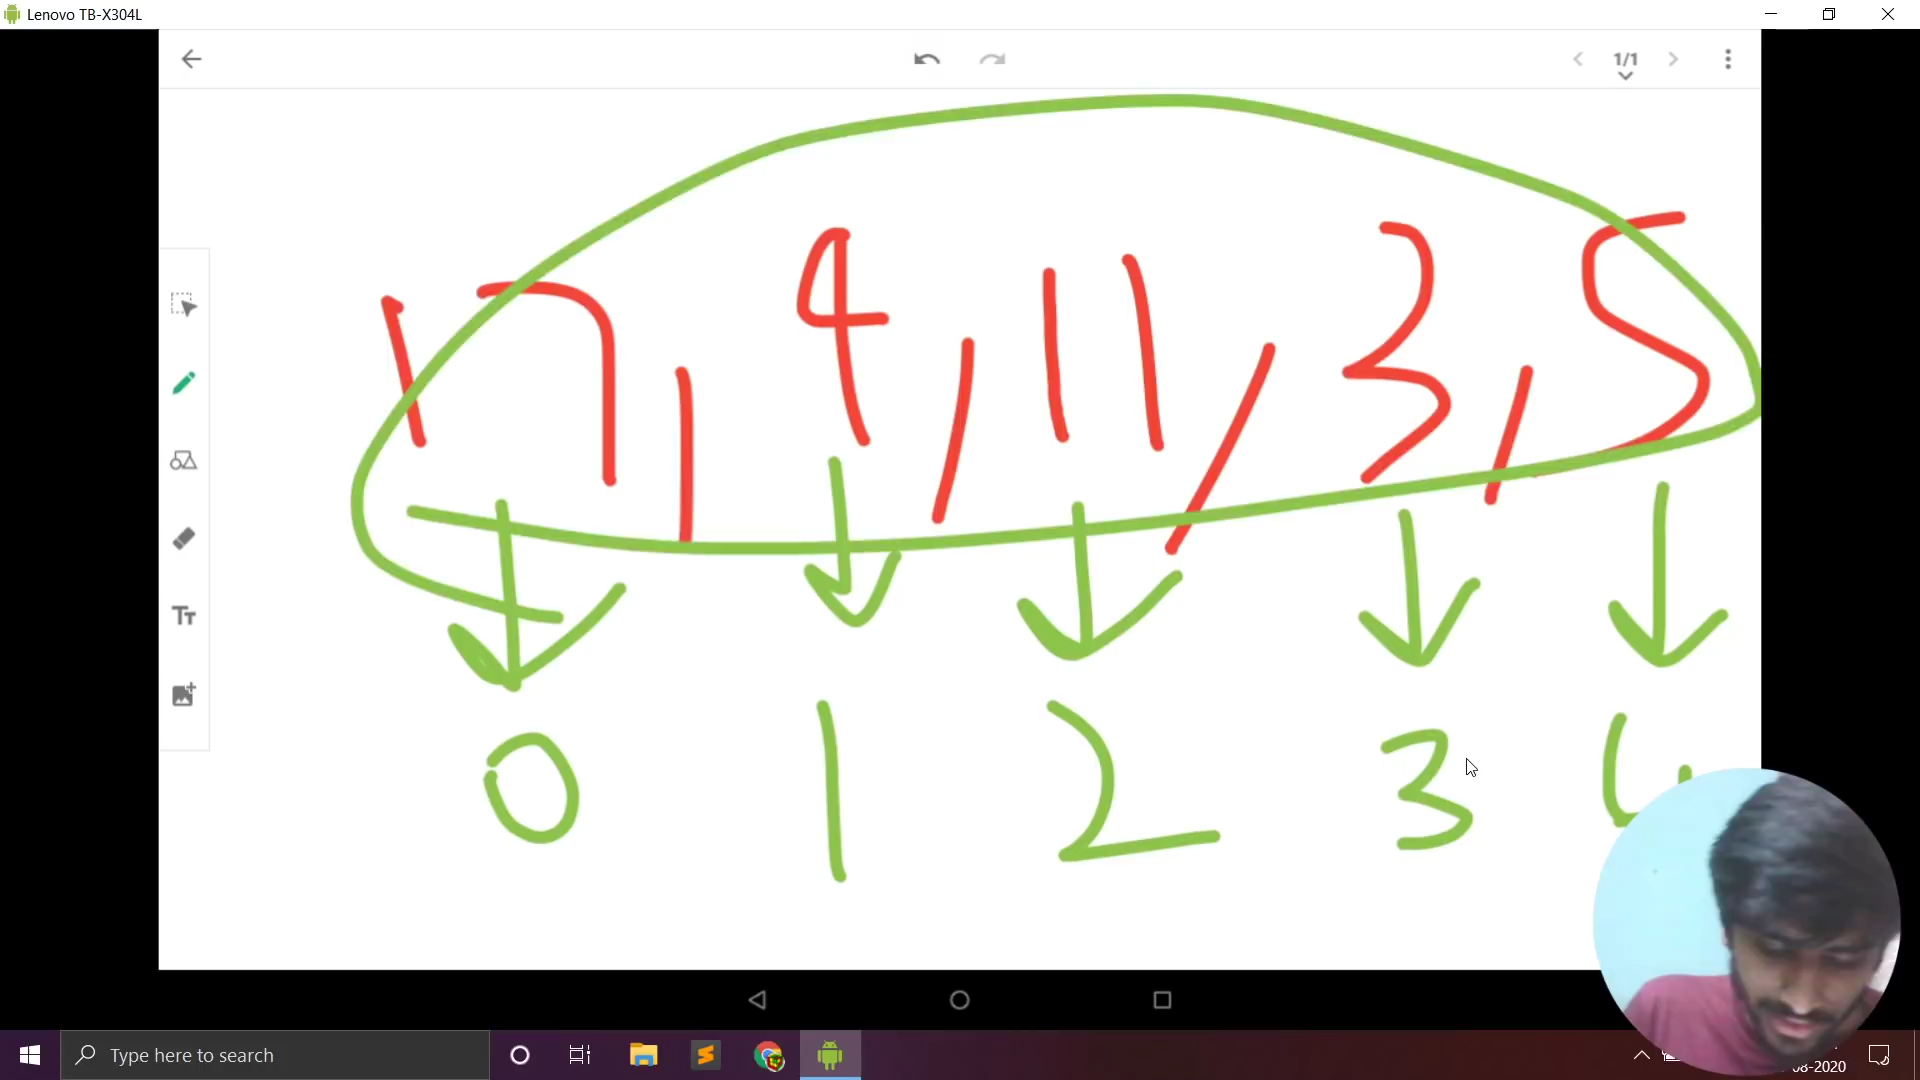 Lenovo TB-X304L
1/1
17, 4, 11, 3, 5
0 1 2 3 4
Tт
Type here to search
08-2020